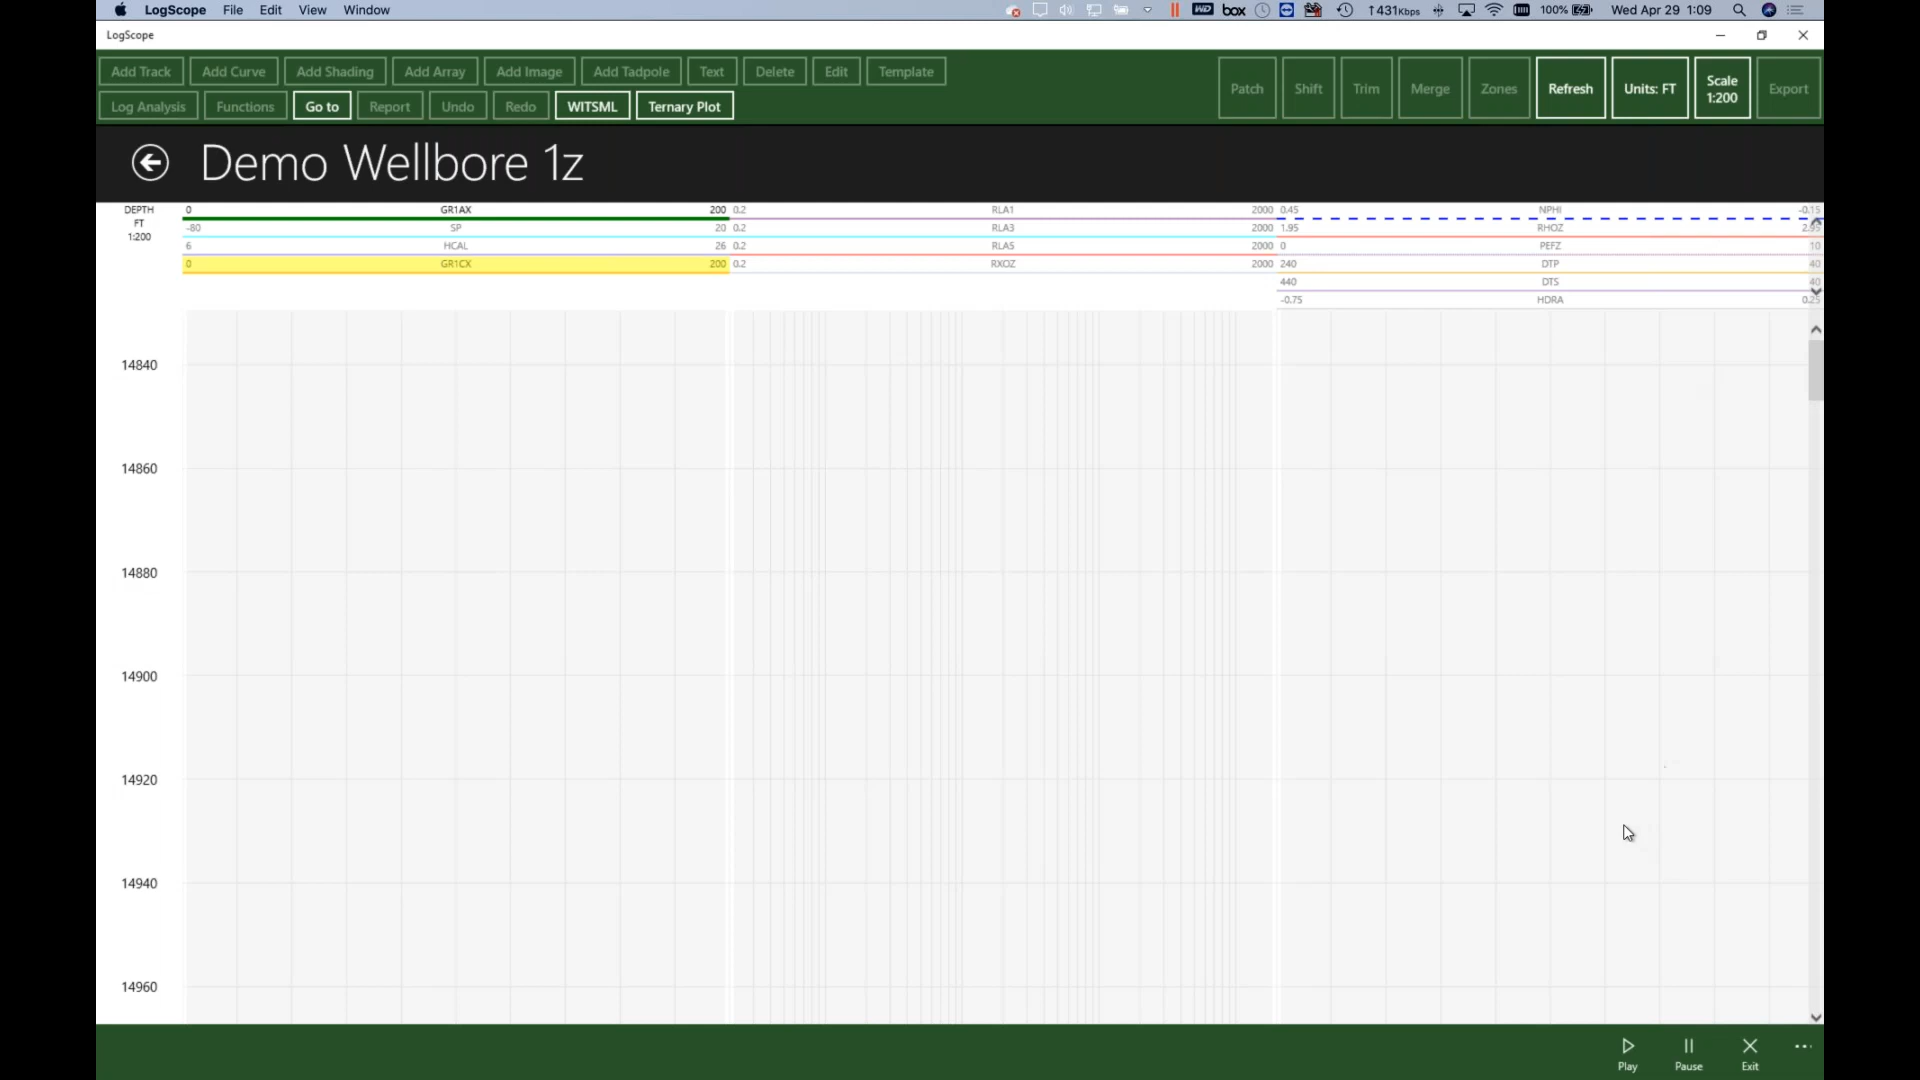 LogScope File Edit View Window WD box 431Kbps 100% Wed Apr 29 1:09
LogScope
Add Track Add Curve Add Shading Add Array Add Image Add Tadpole Text Delete Edit Template
Log Analysis Functions Go to Report Undo Redo WITSML Ternary Plot
Patch Shift Trim Merge Zones Refresh Units: FT Scale 1:200 Export
Demo Wellbore 1z
DEPTH 0 GR1AX 200 0.2 RLA1 2000 0.45 NPHI -0.15
FT -80 SP 20 0.2 RLA3 2000 1.95 RHOZ 2.95
1:200 6 HCAL 26 0.2 RLA5 2000 0 PEFZ 10
0 GR1CX 200 0.2 RXOZ 2000 240 DTP 40
440 DTS 40
-0.75 HDRA 0.25
14840
14860
14880
14900
14920
14940
14960
Play Pause Exit